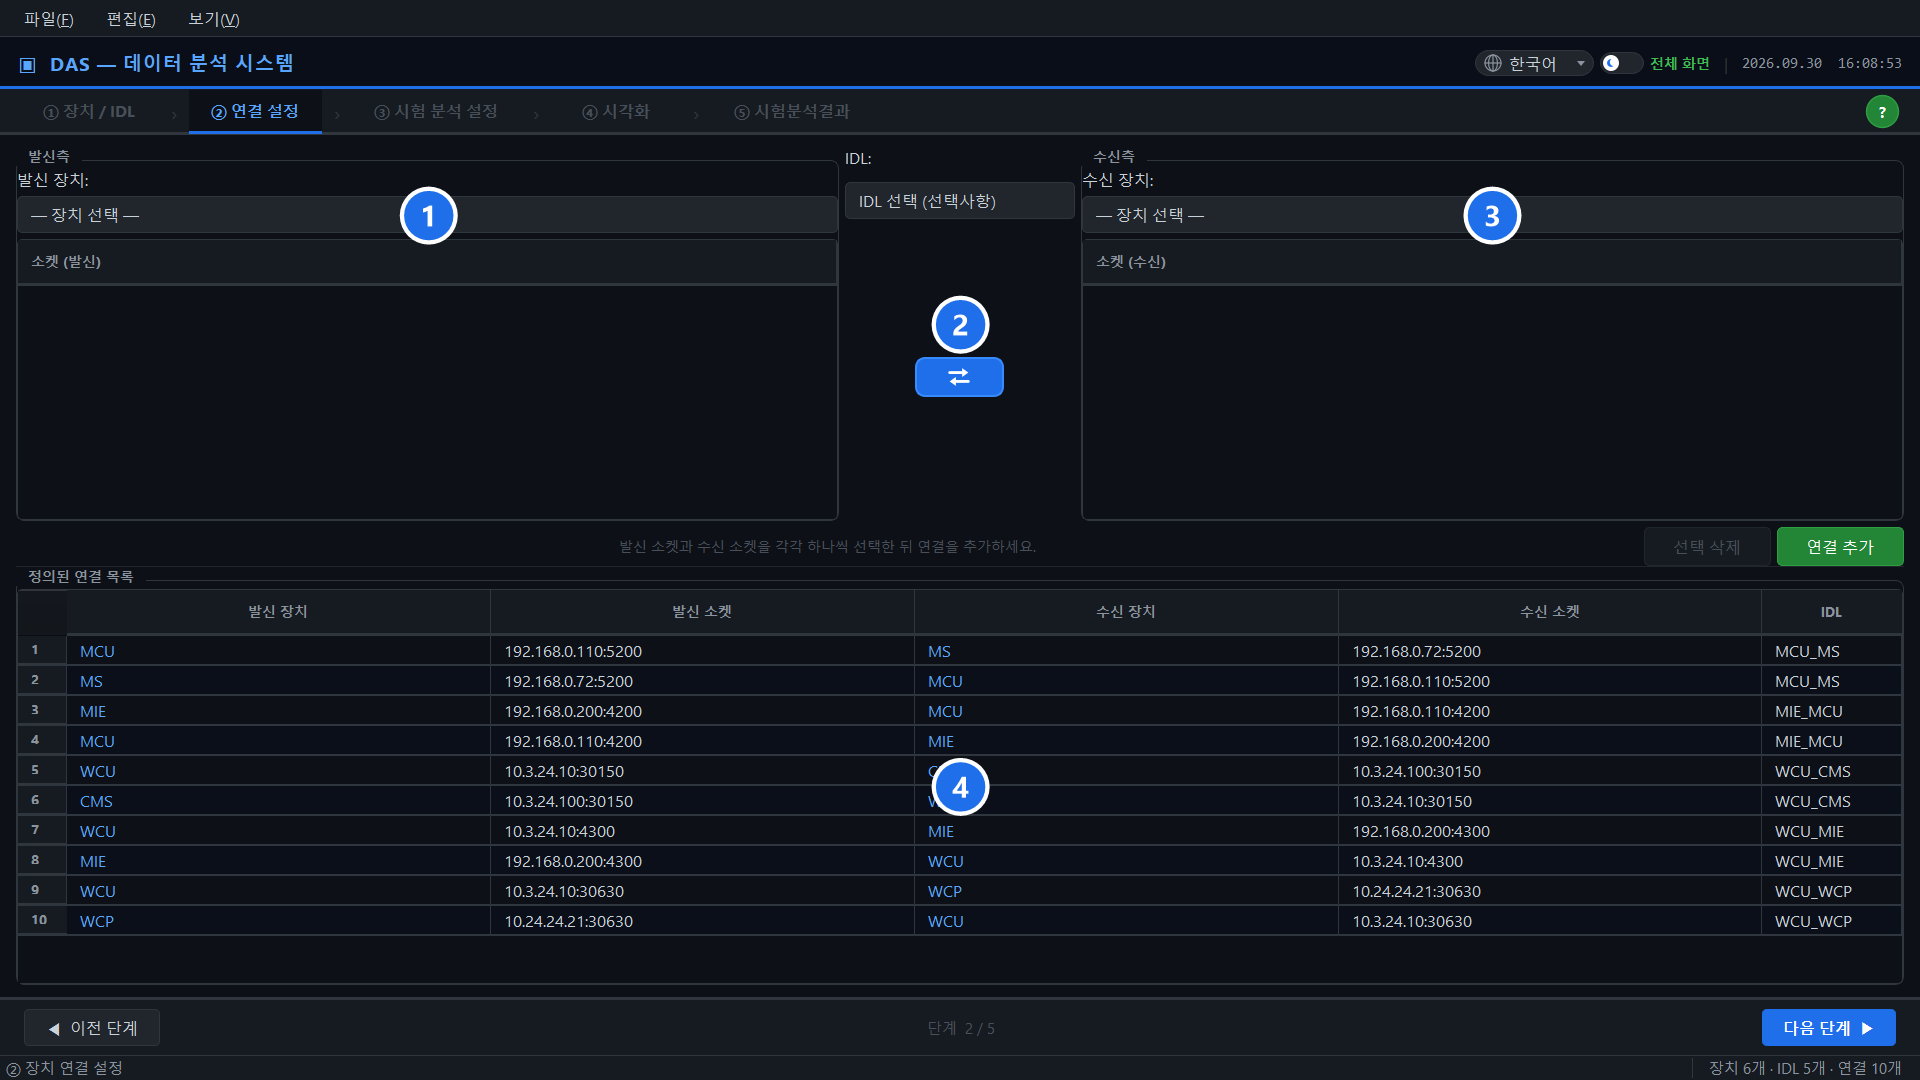 파일(F) 편집(E) 보기(V)
DAS — 데이터 분석 시스템
한국어 전체 화면 2026.09.30 16:08:53
① 장치 / IDL › ② 연결 설정 › ③ 시험 분석 설정 › ④ 시각화 › ⑤ 시험분석결과 ?
발신측
발신 장치:
— 장치 선택 —
1
소켓 (발신)
IDL:
IDL 선택 (선택사항)
2
⇄
수신측
수신 장치:
— 장치 선택 —
3
소켓 (수신)
발신 소켓과 수신 소켓을 각각 하나씩 선택한 뒤 연결을 추가하세요.
선택 삭제 연결 추가
정의된 연결 목록
발신 장치 발신 소켓 수신 장치 수신 소켓 IDL
1 MCU 192.168.0.110:5200 MS 192.168.0.72:5200 MCU_MS
2 MS 192.168.0.72:5200 MCU 192.168.0.110:5200 MCU_MS
3 MIE 192.168.0.200:4200 MCU 192.168.0.110:4200 MIE_MCU
4 MCU 192.168.0.110:4200 MIE 192.168.0.200:4200 MIE_MCU
5 WCU 10.3.24.10:30150 10.3.24.100:30150 WCU_CMS
4
6 CMS 10.3.24.100:30150 10.3.24.10:30150 WCU_CMS
7 WCU 10.3.24.10:4300 MIE 192.168.0.200:4300 WCU_MIE
8 MIE 192.168.0.200:4300 WCU 10.3.24.10:4300 WCU_MIE
9 WCU 10.3.24.10:30630 WCP 10.24.24.21:30630 WCU_WCP
10 WCP 10.24.24.21:30630 WCU 10.3.24.10:30630 WCU_WCP
◀ 이전 단계 단계 2 / 5 다음 단계 ▶
② 장치 연결 설정 장치 6개 · IDL 5개 · 연결 10개